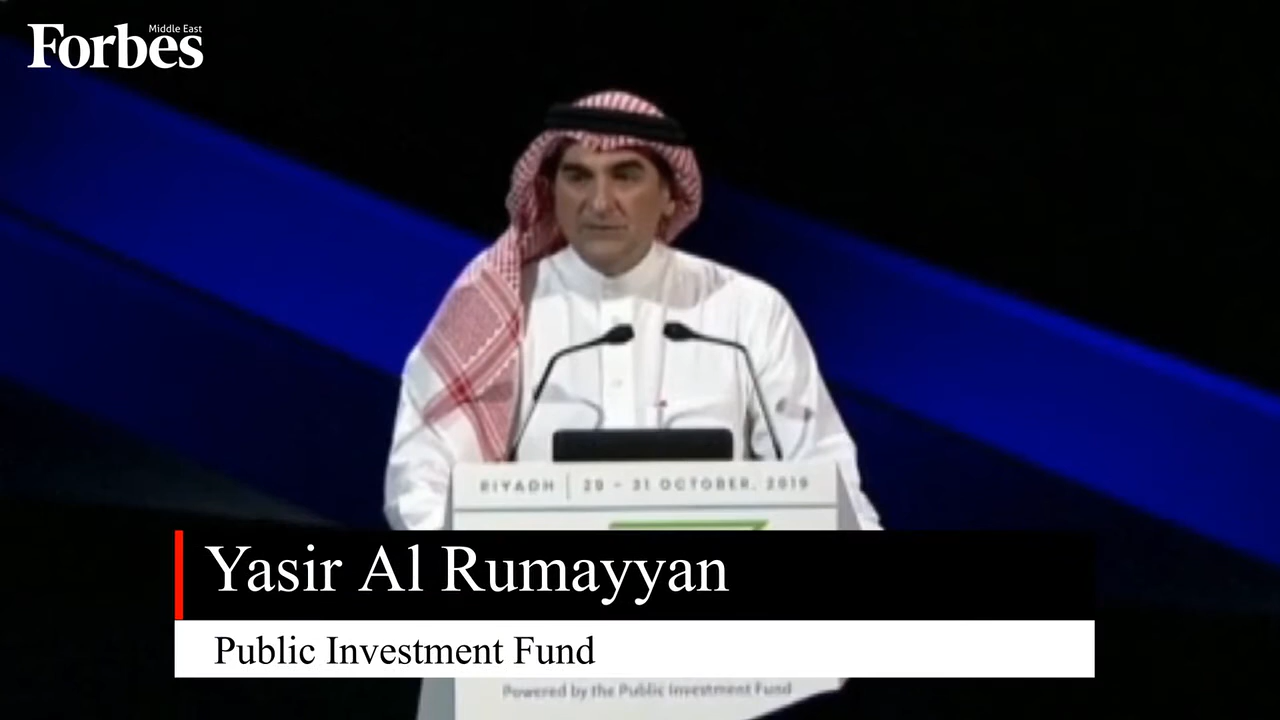 Middle East
Forbes
RIYADH | 29 - 31 OCTOBER, 2019
Yasir Al Rumayyan
Public Investment Fund
Powered by the Public Investment Fund